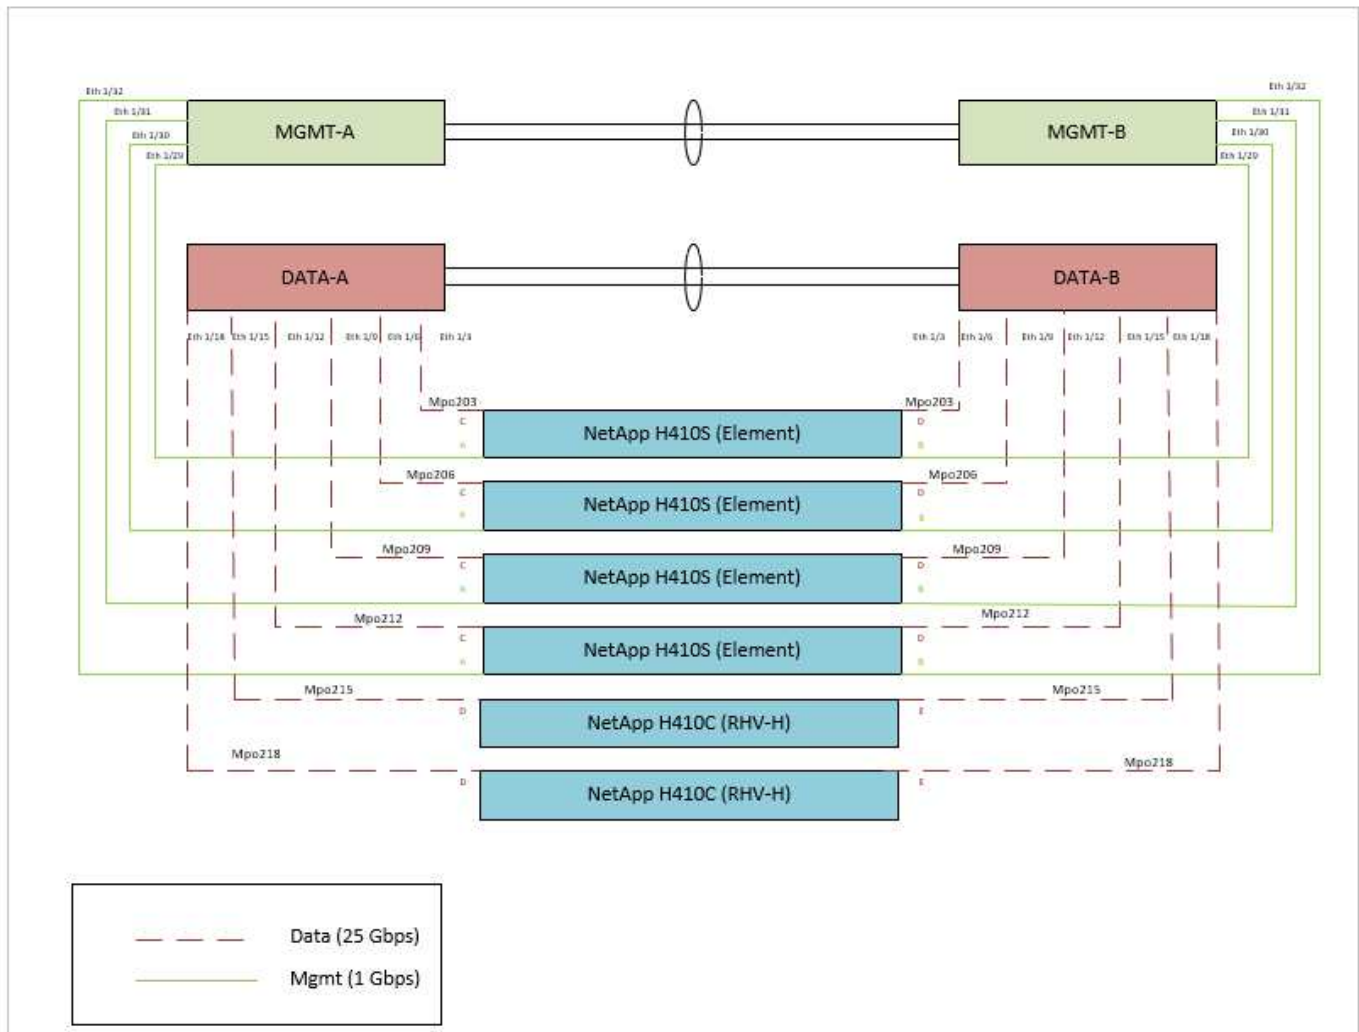 Eth 1/32
Eth 1/32
Eth 1/31
Eth 1/31
Eth 1/30
Eth 1/30
Eth 1/29
Eth 1/29
MGMT-A
MGMT-B
DATA-A
DATA-B
Eth 1/18 Eth 1/15 Eth 1/12 Eth 1/9 Eth 1/6 Eth 1/3
Eth 1/3 Eth 1/6 Eth 1/9 Eth 1/12 Eth 1/15 Eth 1/18
Mpo203
Mpo203
C
D
NetApp H410S (Element)
Mpo206
Mpo206
C
D
NetApp H410S (Element)
Mpo209
Mpo209
C
D
NetApp H410S (Element)
Mpo212
Mpo212
C
D
NetApp H410S (Element)
Mpo215
Mpo215
D
E
NetApp H410C (RHV-H)
Mpo218
Mpo218
D
E
NetApp H410C (RHV-H)
Data (25 Gbps)
Mgmt (1 Gbps)